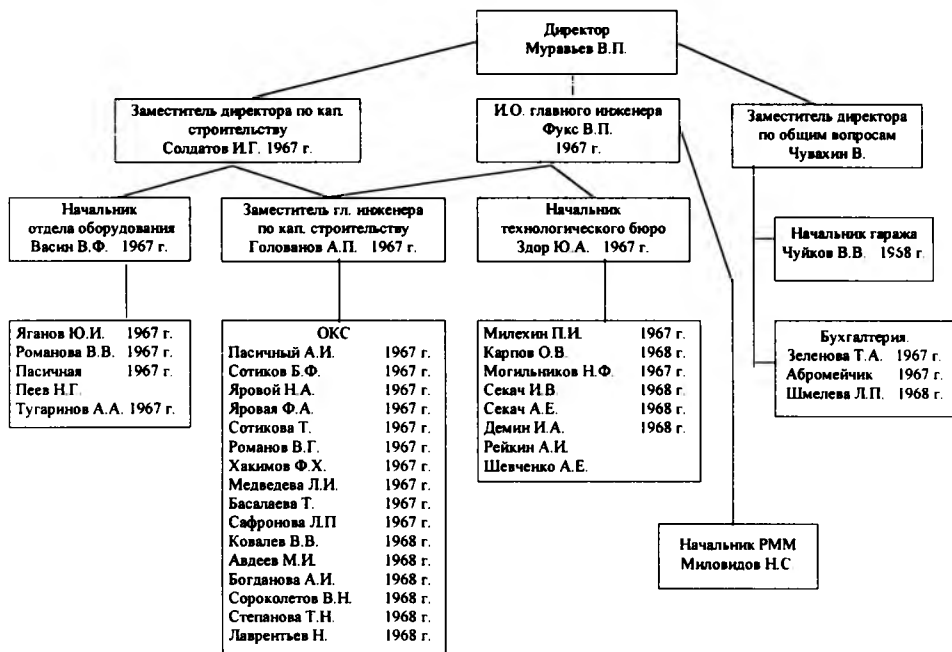 Директор
Муравьев В.П.
Заместитель директора по кап.
строительству
Солдатов И.Г. 1967 г.
И.О. главного инженера
Фукс В.П.
1967 г.
Заместитель директора
по общим вопросам
Чувахин В.
Начальник
отдела оборудования
Васин В.Ф. 1967 г.
Заместитель гл. инженера
по кап. строительству
Голованов А.П. 1967 г.
Начальник
технологического бюро
Здор Ю.А. 1967 г.
Начальник гаража
Чуйков В.В. 1958 г.
Яганов Ю.И. 1967 г.
Романова В.В. 1967 г.
Пасичная 1967 г.
Пеев Н.Г.
Тугаринов А.А. 1967 г.
ОКС
Пасичный А.И. 1967 г.
Сотиков Б.Ф. 1967 г.
Яровой Н.А. 1967 г.
Яровая Ф.А. 1967 г.
Сотикова Т. 1967 г.
Романов В.Г. 1967 г.
Хакимов Ф.Х. 1967 г.
Медведева Л.И. 1967 г.
Басалаева Т. 1967 г.
Сафронова Л.П 1967 г.
Ковалев В.В. 1968 г.
Авдеев М.И. 1968 г.
Богданова А.И. 1968 г.
Сороколетов В.Н. 1968 г.
Степанова Т.Н. 1968 г.
Лаврентьев Н. 1968 г.
Милехин П.И. 1967 г.
Карпов О.В. 1968 г.
Могильников Н.Ф. 1967 г.
Секач И.В. 1968 г.
Секач А.Е. 1968 г.
Демин И.А. 1968 г.
Рейкин А.И.
Шевченко А.Е.
Бухгалтерия.
Зеленова Т.А. 1967 г.
Абромейчик 1967 г.
Шмелева Л.П. 1968 г.
Начальник РММ
Миловидов Н.С.